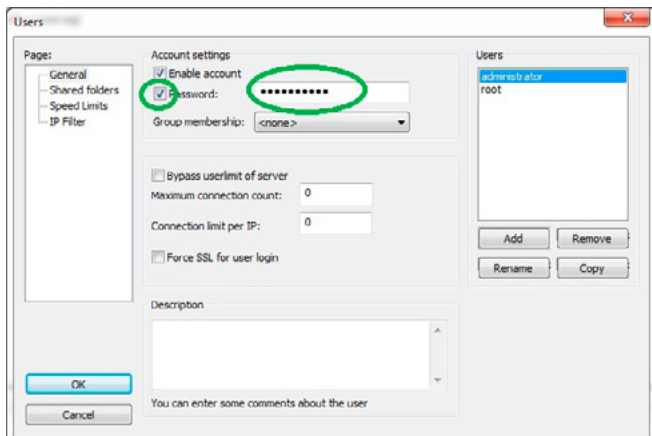 Users
Page:
General
Shared folders
Speed Limits
IP Filter
Account settings
Enable account
Password:
••••••••••
Group membership:
<none>
Bypass userlimit of server
Maximum connection count:
0
Connection limit per IP:
0
Force SSL for user login
Description
You can enter some comments about the user
Users
administrator
root
Add
Remove
Rename
Copy
OK
Cancel